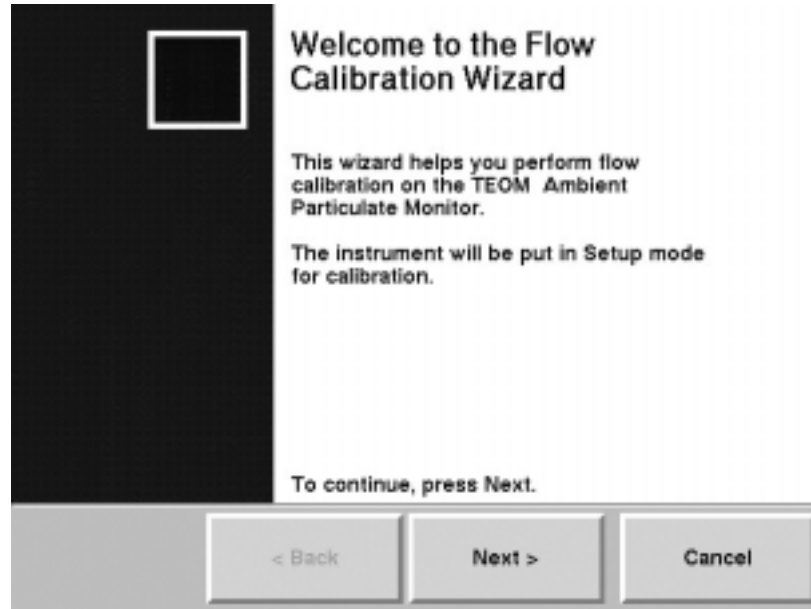 Welcome to the Flow
Calibration Wizard
This wizard helps you perform flow
calibration on the TEOM Ambient
Particulate Monitor.
The instrument will be put in Setup mode
for calibration.
To continue, press Next.
< Back
Next >
Cancel